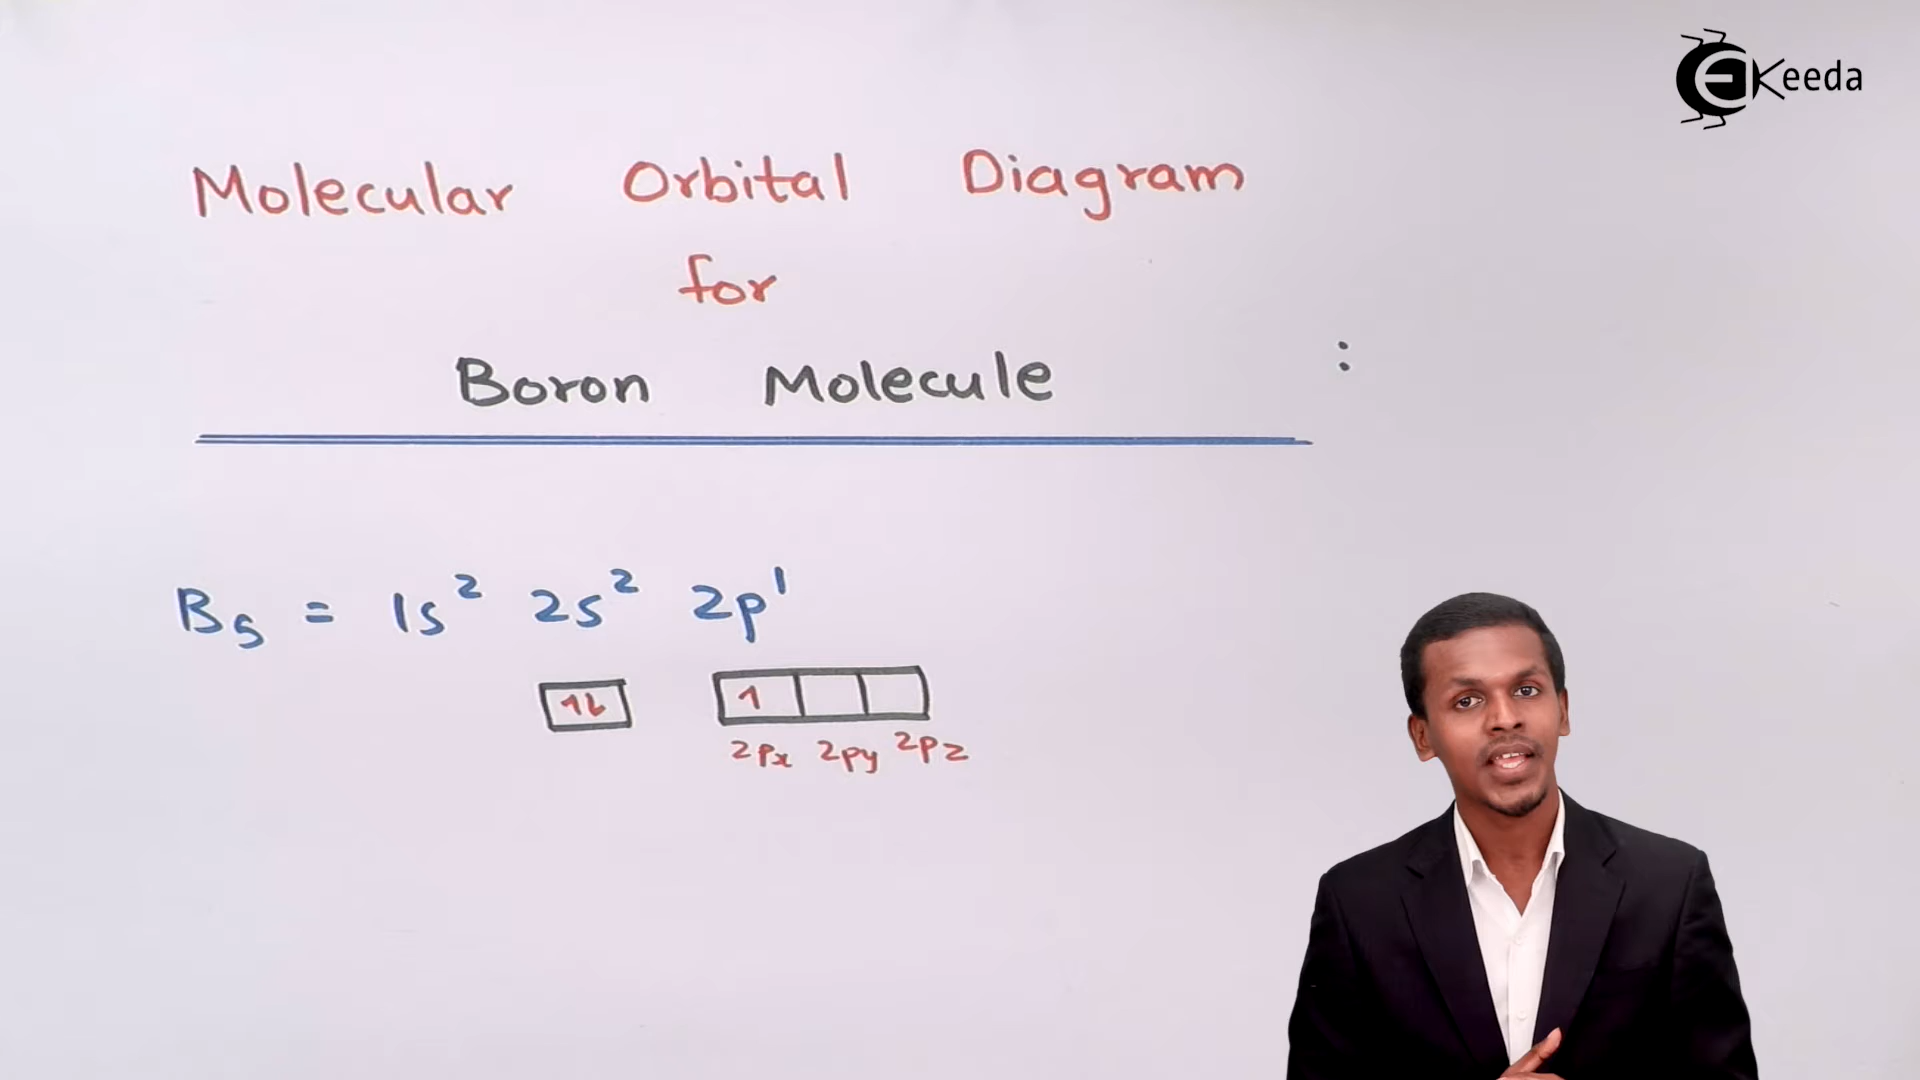 EKeeda
Molecular Orbital Diagram
for
Boron Molecule :
B₅ = 1s² 2s² 2p¹
1L 1
2px 2py 2pz